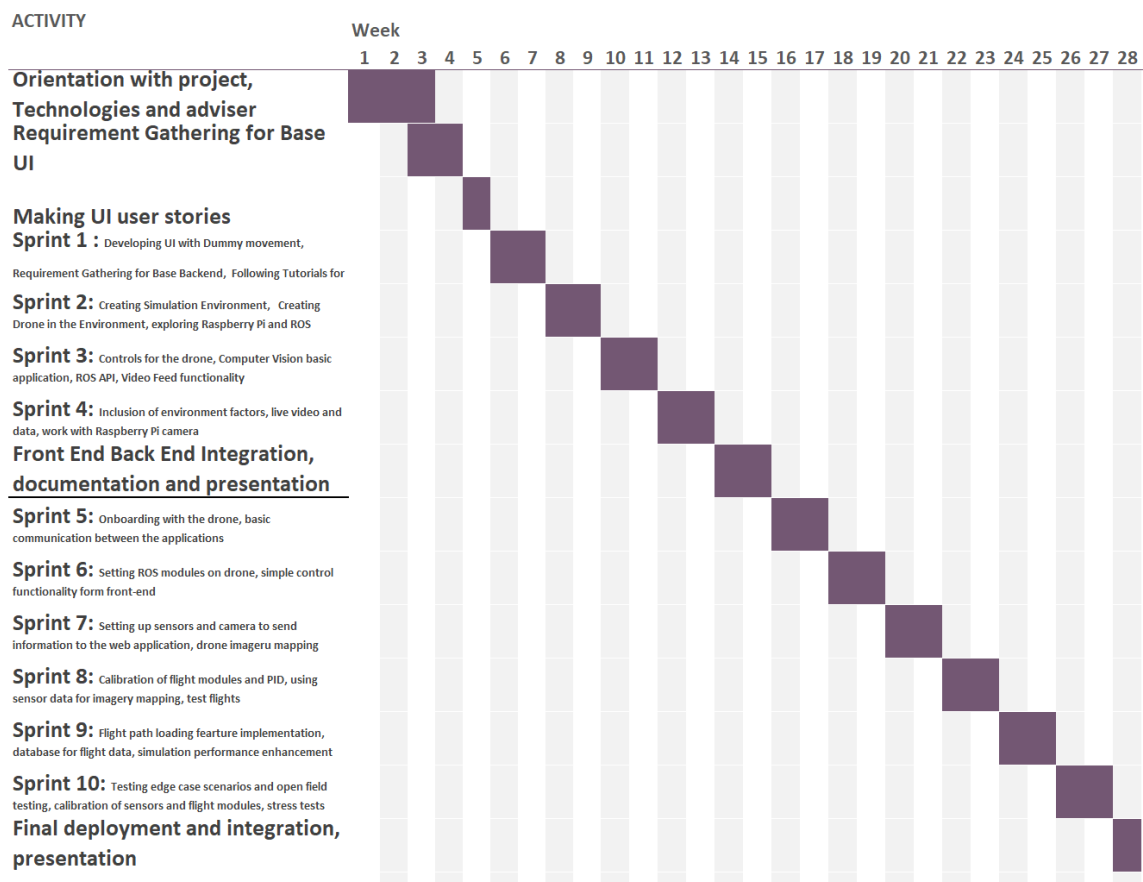 ACTIVITY
Week
1 2 3 4 5 6 7 8 9 10 11 12 13 14 15 16 17 18 19 20 21 22 23 24 25 26 27 28
Orientation with project,
Technologies and adviser
Requirement Gathering for Base
UI
Making UI user stories
Sprint 1 : Developing UI with Dummy movement,
Requirement Gathering for Base Backend, Following Tutorials for
Sprint 2: Creating Simulation Environment, Creating
Drone in the Environment, exploring Raspberry Pi and ROS
Sprint 3: Controls for the drone, Computer Vision basic
application, ROS API, Video Feed functionality
Sprint 4: Inclusion of environment factors, live video and
data, work with Raspberry Pi camera
Front End Back End Integration,
documentation and presentation
Sprint 5: Onboarding with the drone, basic
communication between the applications
Sprint 6: Setting ROS modules on drone, simple control
functionality form front-end
Sprint 7: Setting up sensors and camera to send
information to the web application, drone imageru mapping
Sprint 8: Calibration of flight modules and PID, using
sensor data for imagery mapping, test flights
Sprint 9: Flight path loading fearture implementation,
database for flight data, simulation performance enhancement
Sprint 10: Testing edge case scenarios and open field
testing, calibration of sensors and flight modules, stress tests
Final deployment and integration,
presentation